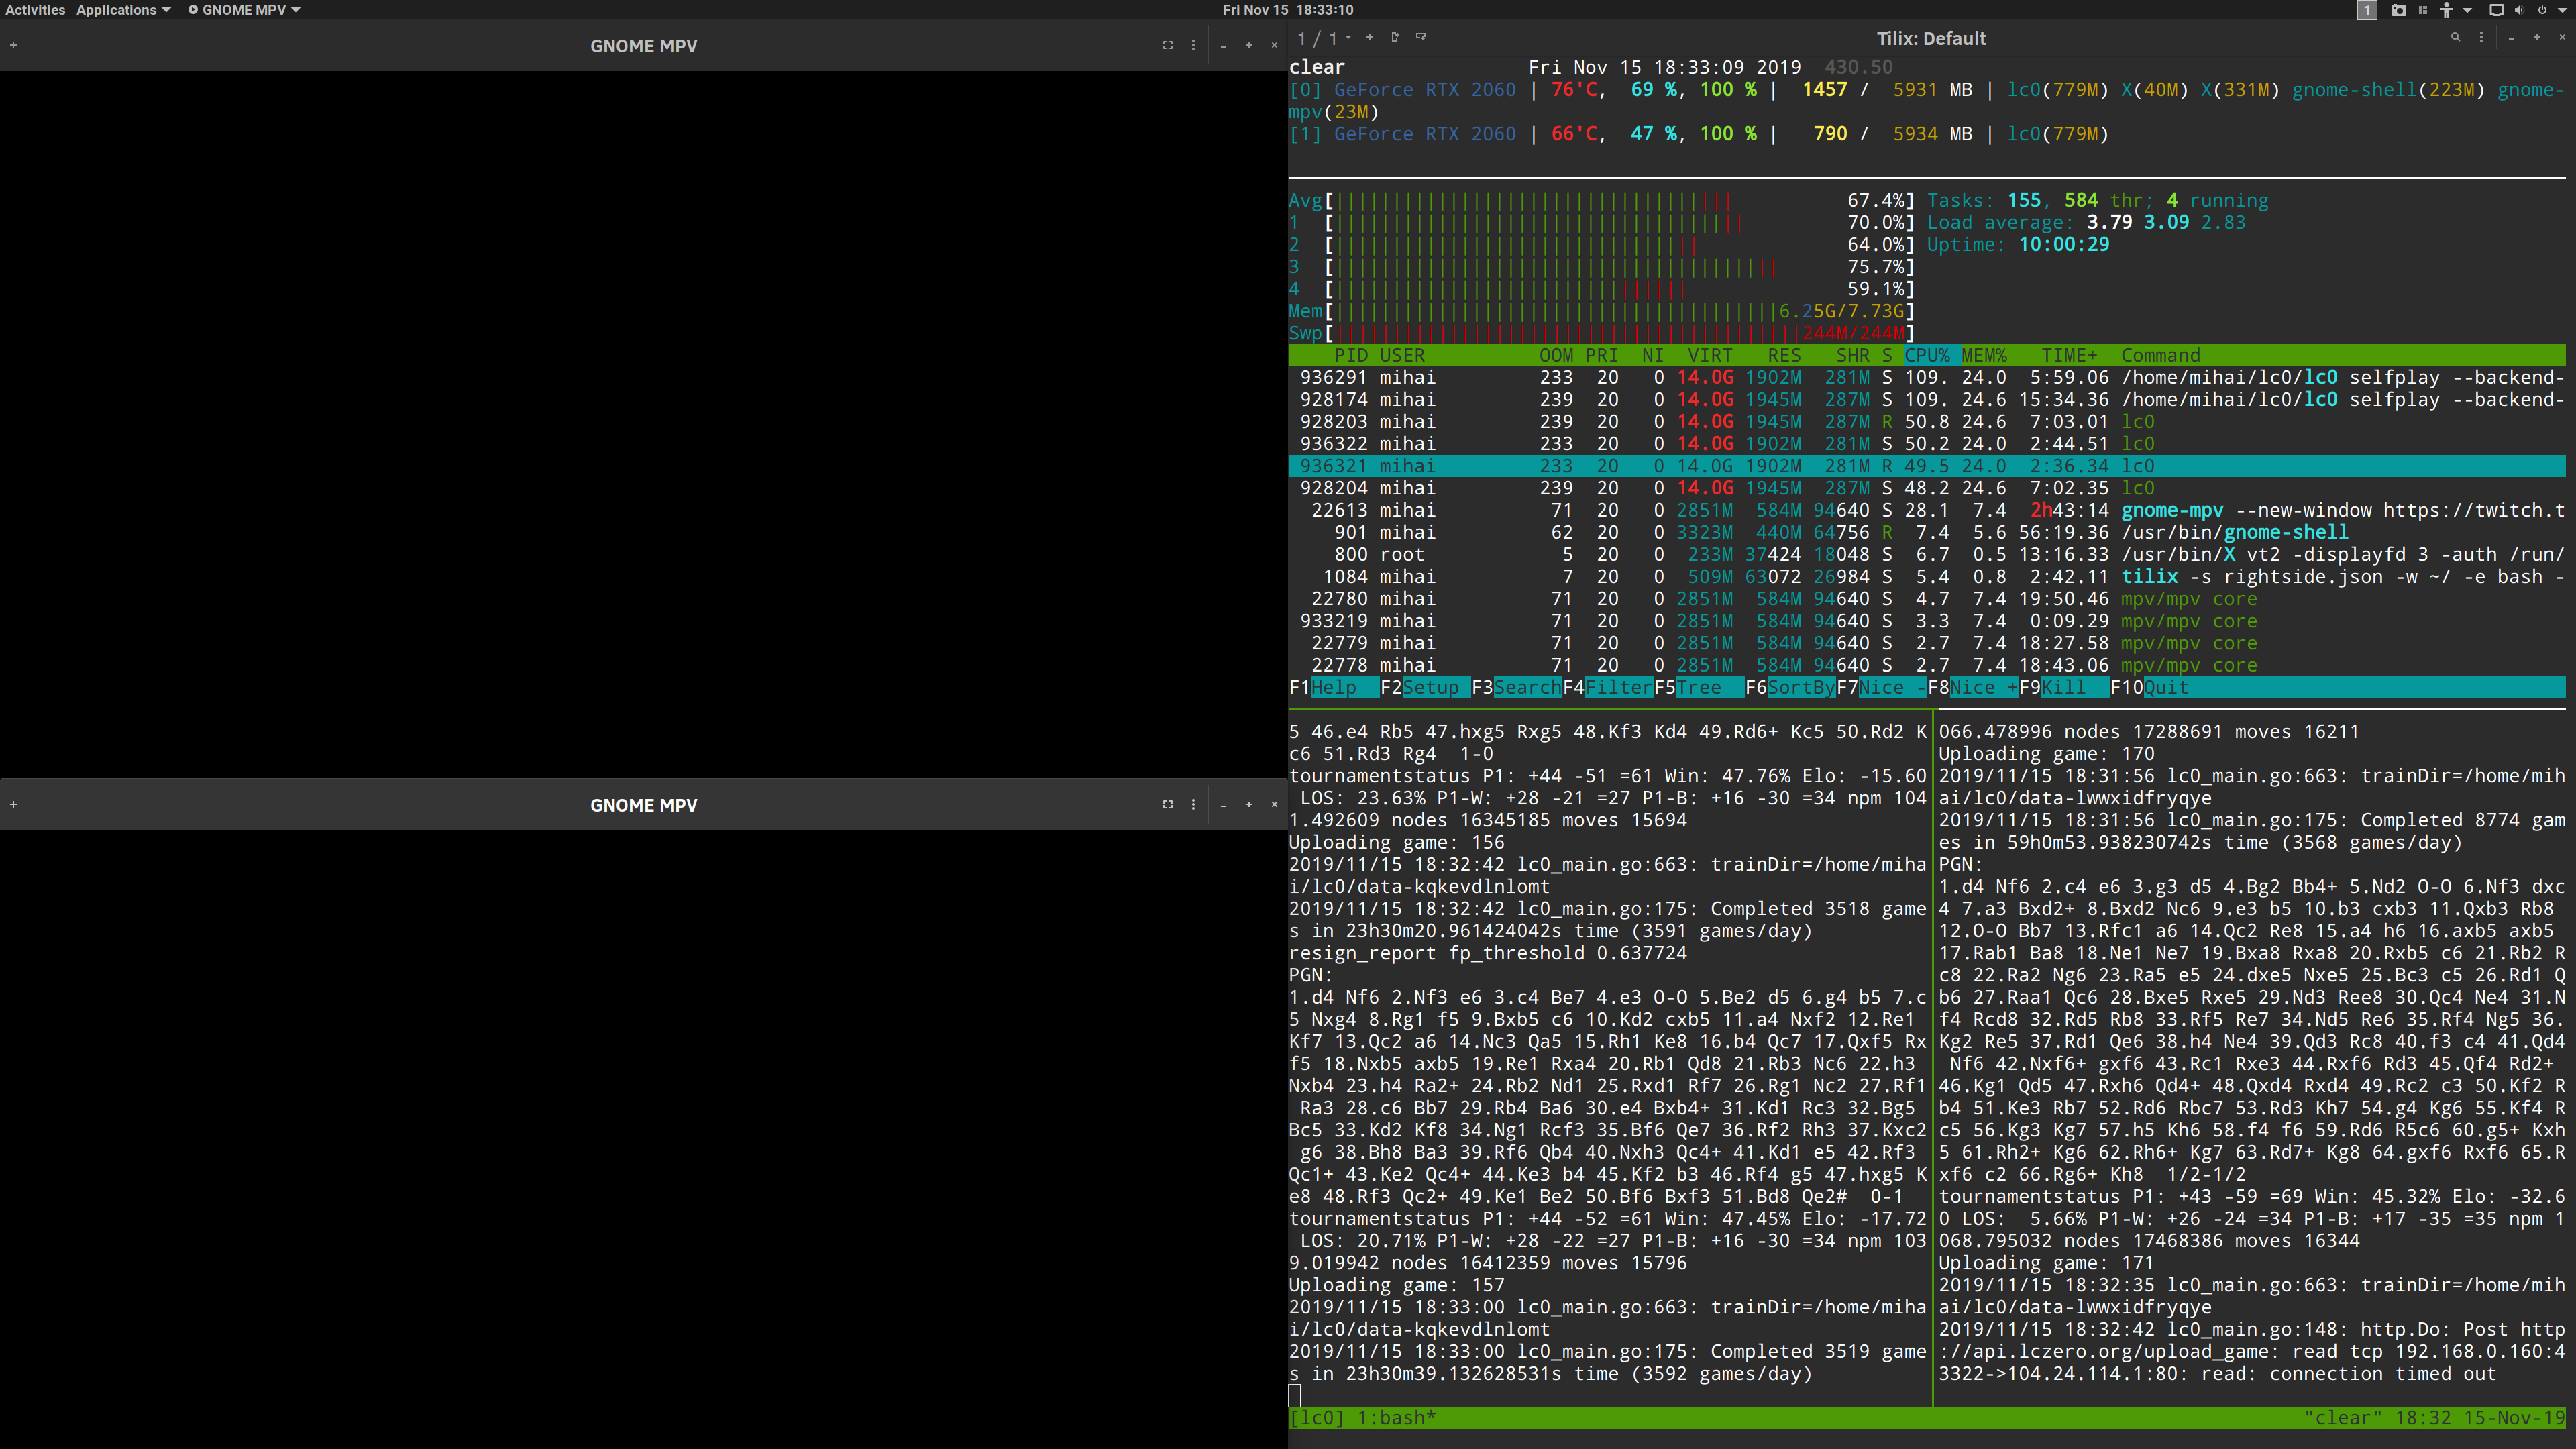 Activities Applications GNOME MPV Fri Nov 15 18:33:10 1
GNOME MPV
GNOME MPV
1 / 1 Tilix: Default
clear Fri Nov 15 18:33:09 2019 430.50
[0] GeForce RTX 2060 | 76'C, 69 %, 100 % | 1457 / 5931 MB | lc0(779M) X(40M) X(331M) gnome-shell(223M) gnome-
mpv(23M)
[1] GeForce RTX 2060 | 66'C, 47 %, 100 % | 790 / 5934 MB | lc0(779M)
Avg[ 67.4%] Tasks: 155, 584 thr; 4 running
1 [ 70.0%] Load average: 3.79 3.09 2.83
2 [ 64.0%] Uptime: 10:00:29
3 [ 75.7%]
4 [ 59.1%]
Mem[ 6.25G/7.73G]
Swp[ 244M/244M]
PID USER OOM PRI NI VIRT RES SHR S CPU% MEM% TIME+ Command
936291 mihai 233 20 0 14.0G 1902M 281M S 109. 24.0 5:59.06 /home/mihai/lc0/lc0 selfplay --backend-
928174 mihai 239 20 0 14.0G 1945M 287M S 109. 24.6 15:34.36 /home/mihai/lc0/lc0 selfplay --backend-
928203 mihai 239 20 0 14.0G 1945M 287M R 50.8 24.6 7:03.01 lc0
936322 mihai 233 20 0 14.0G 1902M 281M S 50.2 24.0 2:44.51 lc0
936321 mihai 233 20 0 14.0G 1902M 281M R 49.5 24.0 2:36.34 lc0
928204 mihai 239 20 0 14.0G 1945M 287M S 48.2 24.6 7:02.35 lc0
22613 mihai 71 20 0 2851M 584M 94640 S 28.1 7.4 2h43:14 gnome-mpv --new-window https://twitch.t
901 mihai 62 20 0 3323M 440M 64756 R 7.4 5.6 56:19.36 /usr/bin/gnome-shell
800 root 5 20 0 233M 37424 18048 S 6.7 0.5 13:16.33 /usr/bin/X vt2 -displayfd 3 -auth /run/
1084 mihai 7 20 0 509M 63072 26984 S 5.4 0.8 2:42.11 tilix -s rightside.json -w ~/ -e bash -
22780 mihai 71 20 0 2851M 584M 94640 S 4.7 7.4 19:50.46 mpv/mpv core
933219 mihai 71 20 0 2851M 584M 94640 S 3.3 7.4 0:09.29 mpv/mpv core
22779 mihai 71 20 0 2851M 584M 94640 S 2.7 7.4 18:27.58 mpv/mpv core
22778 mihai 71 20 0 2851M 584M 94640 S 2.7 7.4 18:43.06 mpv/mpv core
F1Help F2Setup F3SearchF4FilterF5Tree F6SortByF7Nice -F8Nice +F9Kill F10Quit
5 46.e4 Rb5 47.hxg5 Rxg5 48.Kf3 Kd4 49.Rd6+ Kc5 50.Rd2 K
c6 51.Rd3 Rg4 1-0
tournamentstatus P1: +44 -51 =61 Win: 47.76% Elo: -15.60
LOS: 23.63% P1-W: +28 -21 =27 P1-B: +16 -30 =34 npm 104
1.492609 nodes 16345185 moves 15694
Uploading game: 156
2019/11/15 18:32:42 lc0_main.go:663: trainDir=/home/miha
i/lc0/data-kqkevdlnlomt
2019/11/15 18:32:42 lc0_main.go:175: Completed 3518 game
s in 23h30m20.961424042s time (3591 games/day)
resign_report fp_threshold 0.637724
PGN:
1.d4 Nf6 2.Nf3 e6 3.c4 Be7 4.e3 O-O 5.Be2 d5 6.g4 b5 7.c
5 Nxg4 8.Rg1 f5 9.Bxb5 c6 10.Kd2 cxb5 11.a4 Nxf2 12.Re1
Kf7 13.Qc2 a6 14.Nc3 Qa5 15.Rh1 Ke8 16.b4 Qc7 17.Qxf5 Rx
f5 18.Nxb5 axb5 19.Re1 Rxa4 20.Rb1 Qd8 21.Rb3 Nc6 22.h3
Nxb4 23.h4 Ra2+ 24.Rb2 Nd1 25.Rxd1 Rf7 26.Rg1 Nc2 27.Rf1
Ra3 28.c6 Bb7 29.Rb4 Ba6 30.e4 Bxb4+ 31.Kd1 Rc3 32.Bg5
Bc5 33.Kd2 Kf8 34.Ng1 Rcf3 35.Bf6 Qe7 36.Rf2 Rh3 37.Kxc2
g6 38.Bh8 Ba3 39.Rf6 Qb4 40.Nxh3 Qc4+ 41.Kd1 e5 42.Rf3
Qc1+ 43.Ke2 Qc4+ 44.Ke3 b4 45.Kf2 b3 46.Rf4 g5 47.hxg5 K
e8 48.Rf3 Qc2+ 49.Ke1 Be2 50.Bf6 Bxf3 51.Bd8 Qe2# 0-1
tournamentstatus P1: +44 -52 =61 Win: 47.45% Elo: -17.72
LOS: 20.71% P1-W: +28 -22 =27 P1-B: +16 -30 =34 npm 103
9.019942 nodes 16412359 moves 15796
Uploading game: 157
2019/11/15 18:33:00 lc0_main.go:663: trainDir=/home/miha
i/lc0/data-kqkevdlnlomt
2019/11/15 18:33:00 lc0_main.go:175: Completed 3519 game
s in 23h30m39.132628531s time (3592 games/day)
066.478996 nodes 17288691 moves 16211
Uploading game: 170
2019/11/15 18:31:56 lc0_main.go:663: trainDir=/home/mih
ai/lc0/data-lwwxidfryqye
2019/11/15 18:31:56 lc0_main.go:175: Completed 8774 gam
es in 59h0m53.938230742s time (3568 games/day)
PGN:
1.d4 Nf6 2.c4 e6 3.g3 d5 4.Bg2 Bb4+ 5.Nd2 O-O 6.Nf3 dxc
4 7.a3 Bxd2+ 8.Bxd2 Nc6 9.e3 b5 10.b3 cxb3 11.Qxb3 Rb8
12.O-O Bb7 13.Rfc1 a6 14.Qc2 Re8 15.a4 h6 16.axb5 axb5
17.Rab1 Ba8 18.Ne1 Ne7 19.Bxa8 Rxa8 20.Rxb5 c6 21.Rb2 R
c8 22.Ra2 Ng6 23.Ra5 e5 24.dxe5 Nxe5 25.Bc3 c5 26.Rd1 Q
b6 27.Raa1 Qc6 28.Bxe5 Rxe5 29.Nd3 Ree8 30.Qc4 Ne4 31.N
f4 Rcd8 32.Rd5 Rb8 33.Rf5 Re7 34.Nd5 Re6 35.Rf4 Ng5 36.
Kg2 Re5 37.Rd1 Qe6 38.h4 Ne4 39.Qd3 Rc8 40.f3 c4 41.Qd4
Nf6 42.Nxf6+ gxf6 43.Rc1 Rxe3 44.Rxf6 Rd3 45.Qf4 Rd2+
46.Kg1 Qd5 47.Rxh6 Qd4+ 48.Qxd4 Rxd4 49.Rc2 c3 50.Kf2 R
b4 51.Ke3 Rb7 52.Rd6 Rbc7 53.Rd3 Kh7 54.g4 Kg6 55.Kf4 R
c5 56.Kg3 Kg7 57.h5 Kh6 58.f4 f6 59.Rd6 R5c6 60.g5+ Kxh
5 61.Rh2+ Kg6 62.Rh6+ Kg7 63.Rd7+ Kg8 64.gxf6 Rxf6 65.R
xf6 c2 66.Rg6+ Kh8 1/2-1/2
tournamentstatus P1: +43 -59 =69 Win: 45.32% Elo: -32.6
0 LOS: 5.66% P1-W: +26 -24 =34 P1-B: +17 -35 =35 npm 1
068.795032 nodes 17468386 moves 16344
Uploading game: 171
2019/11/15 18:32:35 lc0_main.go:663: trainDir=/home/mih
ai/lc0/data-lwwxidfryqye
2019/11/15 18:32:42 lc0_main.go:148: http.Do: Post http
://api.lczero.org/upload_game: read tcp 192.168.0.160:4
3322->104.24.114.1:80: read: connection timed out
[lc0] 1:bash* "clear" 18:32 15-Nov-19